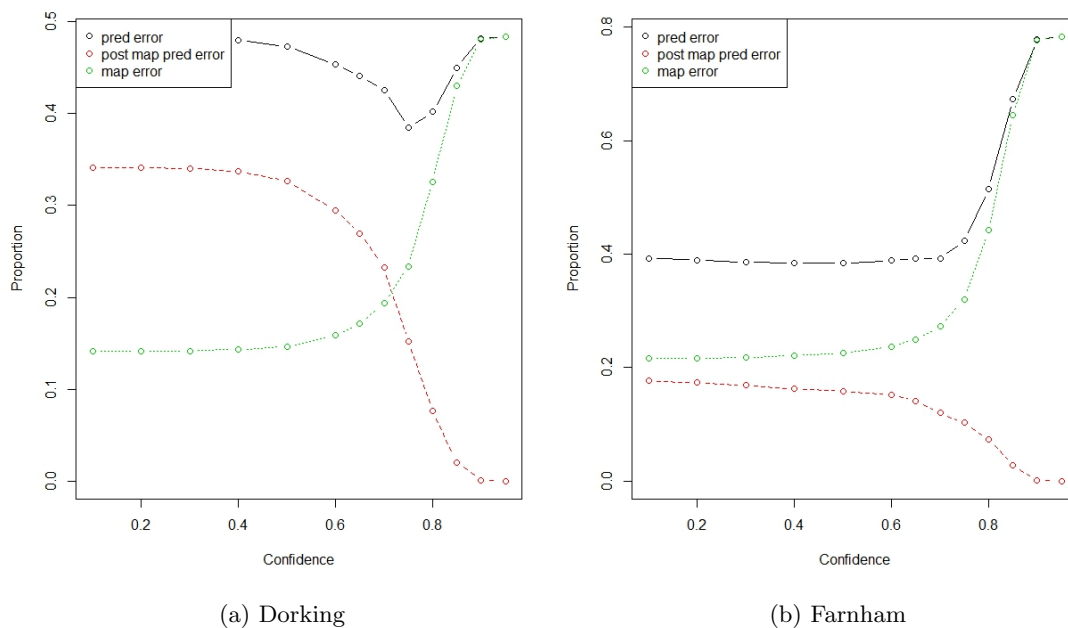 pred error
post map pred error
map error
Proportion
0.0
0.1
0.2
0.3
0.4
0.5
0.2
0.4
0.6
0.8
Confidence
(a) Dorking
pred error
post map pred error
map error
Proportion
0.0
0.2
0.4
0.6
0.8
0.2
0.4
0.6
0.8
Confidence
(b) Farnham